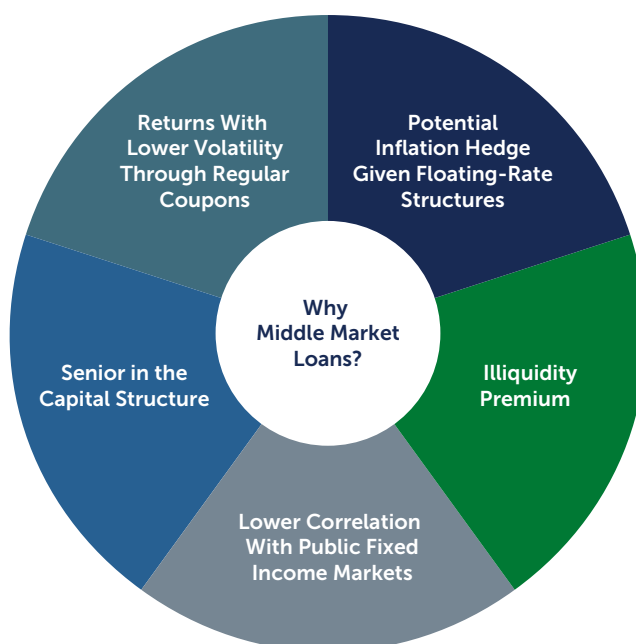 Returns With
Lower Volatility
Through Regular
Coupons
Potential
Inflation Hedge
Given Floating-Rate
Structures
Why
Middle Market
Loans?
Senior in the
Capital Structure
Illiquidity
Premium
Lower Correlation
With Public Fixed
Income Markets